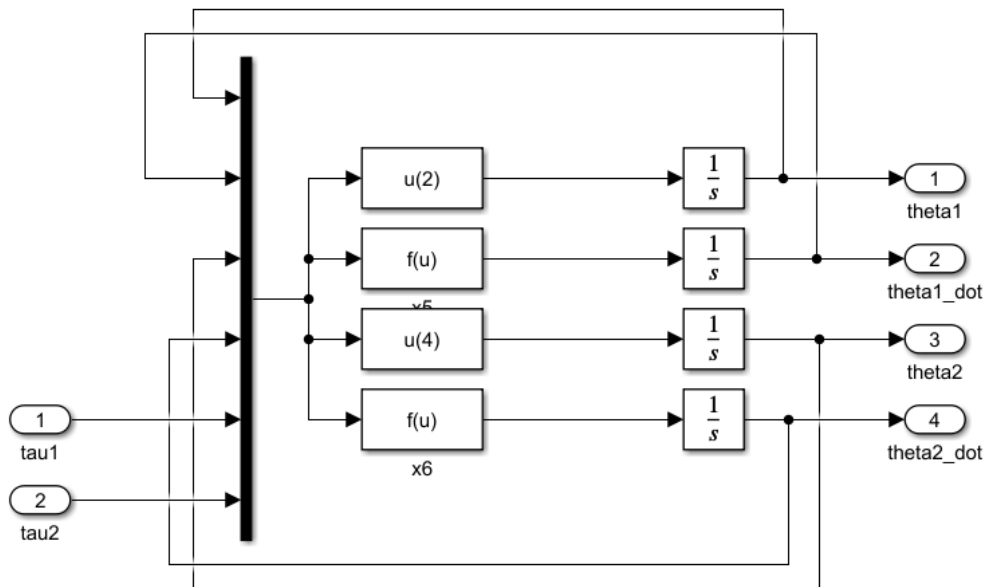 u(2)
1
s
1
theta1
f(u)
1
s
2
theta1_dot
x5
u(4)
1
s
3
theta2
1
tau1
f(u)
1
s
4
theta2_dot
x6
2
tau2